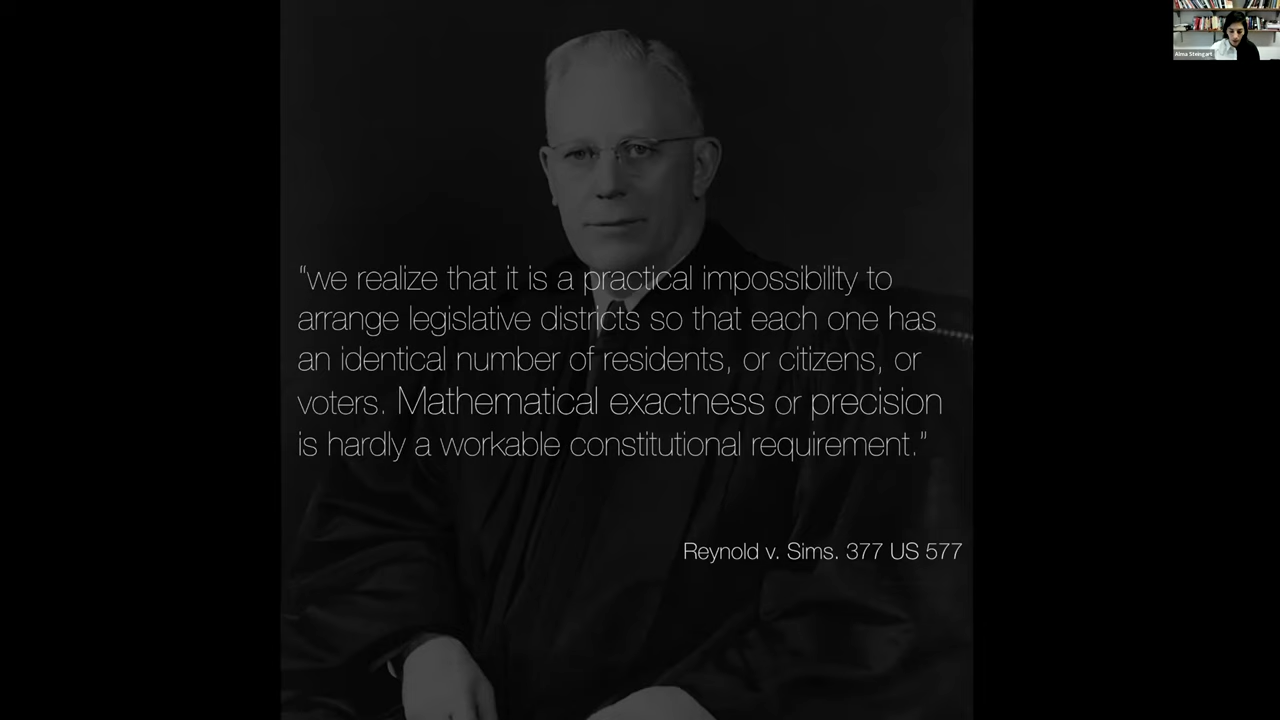 Alma Steingart
"we realize that it is a practical impossibility to
arrange legislative districts so that each one has
an identical number of residents, or citizens, or
voters. Mathematical exactness or precision
is hardly a workable constitutional requirement."
Reynold v. Sims. 377 US 577